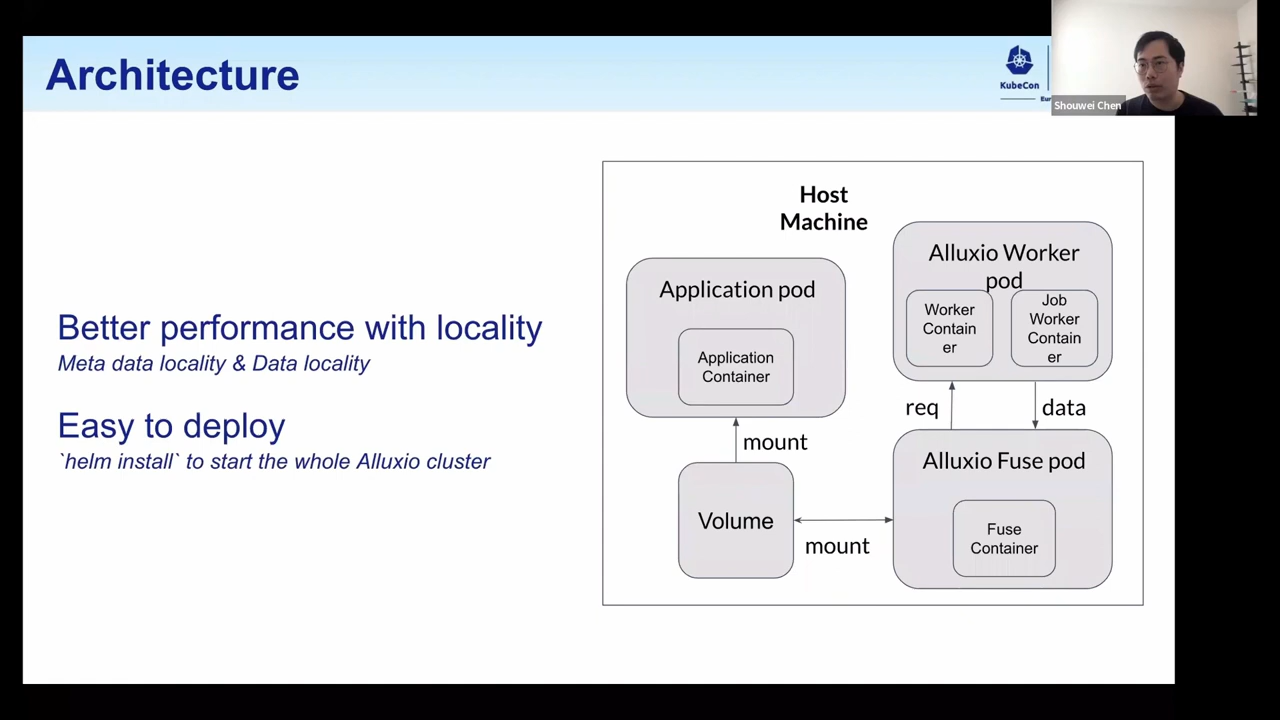 Architecture
KubeCon
Eur
Shouwei Chen
Better performance with locality
Meta data locality & Data locality
Easy to deploy
`helm install` to start the whole Alluxio cluster
Host
Machine
Application pod
Application
Container
Alluxio Worker
pod
Worker
Contain
er
Job
Worker
Contain
er
req
data
mount
Volume
mount
Alluxio Fuse pod
Fuse
Container